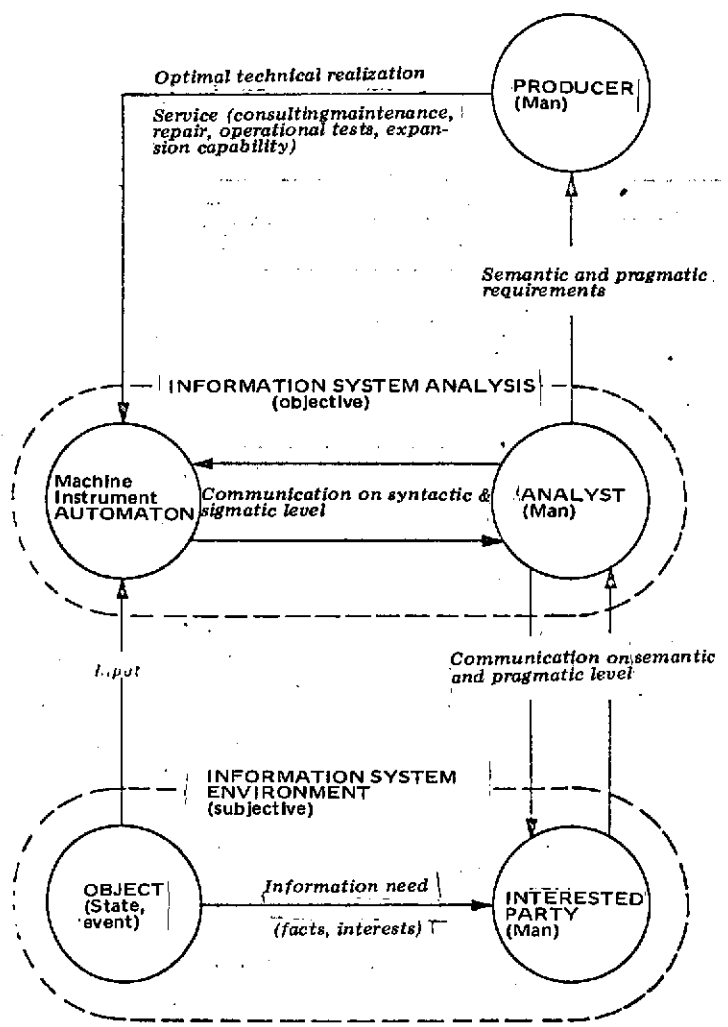 Optimal technical realization
Service (consultingmaintenance,
repair, operational tests, expan-
sion capability)
PRODUCER
(Man)
Semantic and pragmatic
requirements
INFORMATION SYSTEM ANALYSIS
(objective)
Machine
Instrument
AUTOMATON
Communication on syntactic &
sigmatic level
ANALYST
(Man)
Input
Communication on semantic
and pragmatic level
INFORMATION SYSTEM
ENVIRONMENT
(subjective)
OBJECT
(State,
event)
Information need
(facts, interests)
INTERESTED
PARTY
(Man)